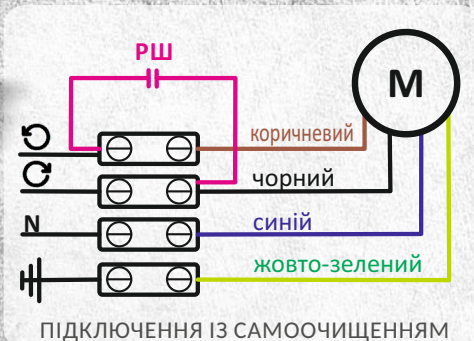 РШ
М
коричневий
чорний
N
синій
жовто-зелений
ПІДКЛЮЧЕННЯ ІЗ САМООЧИЩЕННЯМ